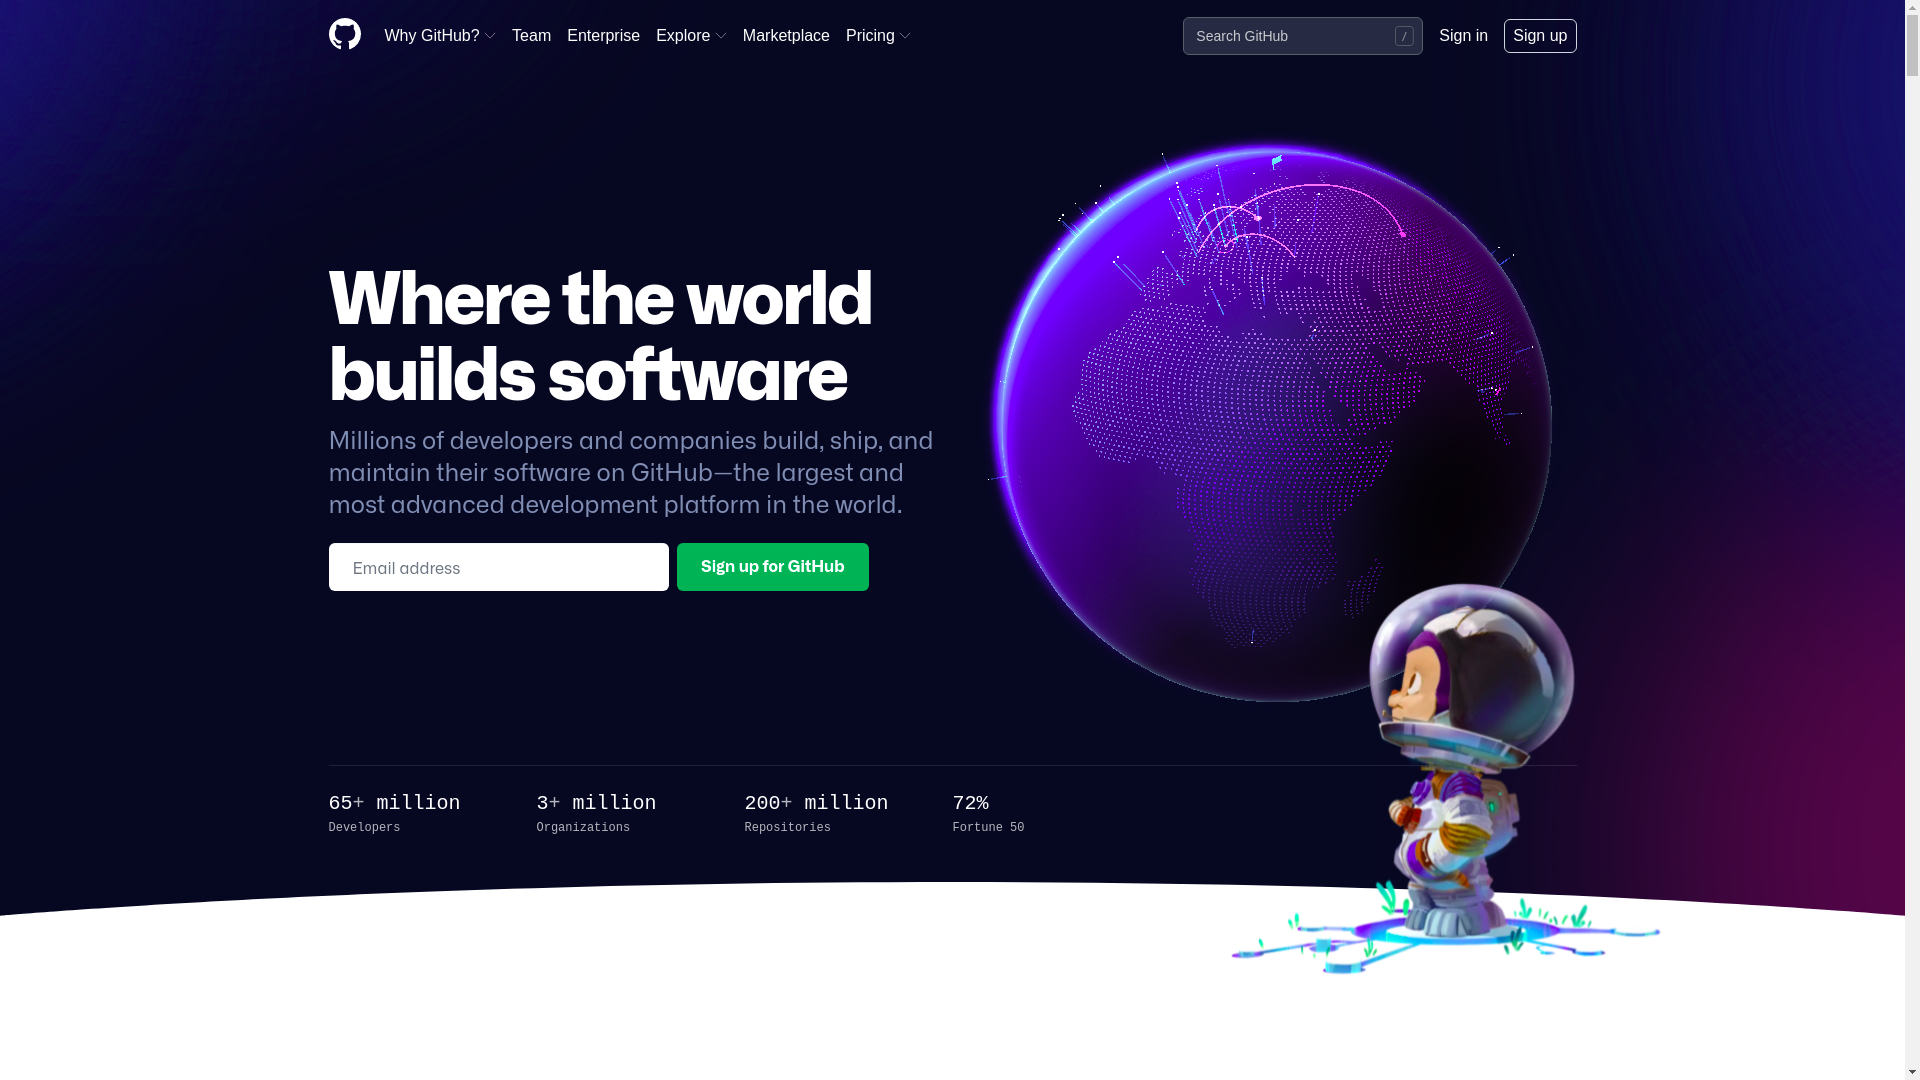 Why GitHub? Team Enterprise Explore Marketplace Pricing Search GitHub / Sign in Sign up
Where the world
builds software
Millions of developers and companies build, ship, and
maintain their software on GitHub—the largest and
most advanced development platform in the world.
Email address Sign up for GitHub
65+ million 3+ million 200+ million 72%
Developers Organizations Repositories Fortune 50